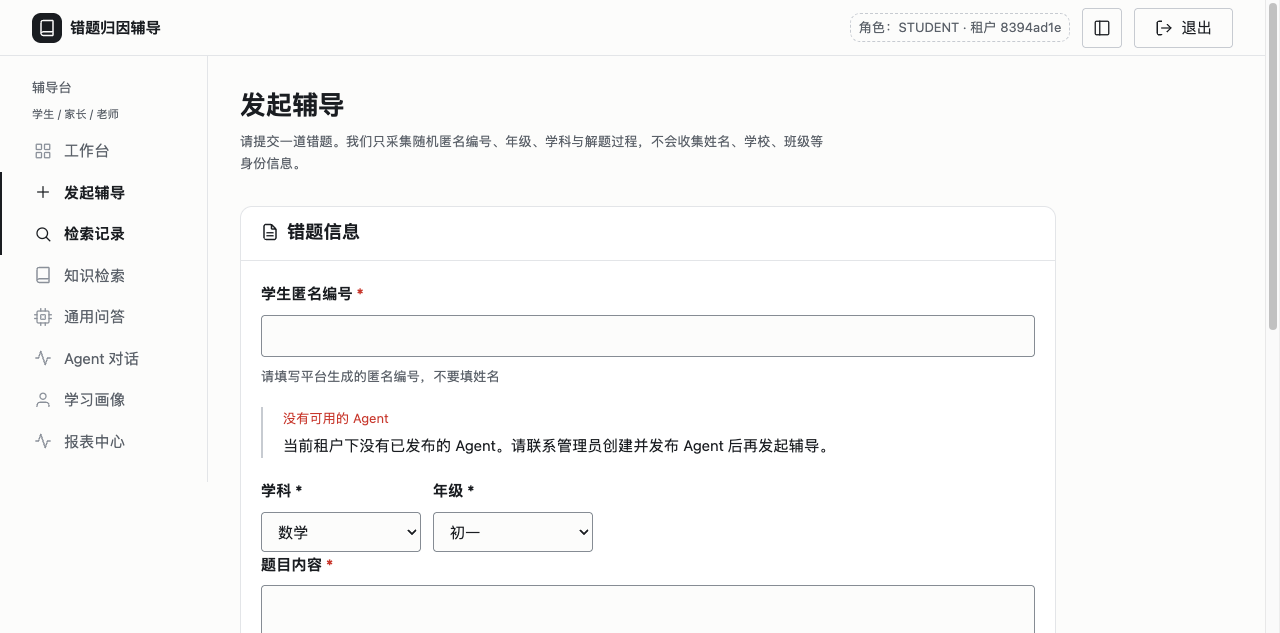 错题归因辅导
角色：STUDENT · 租户 8394ad1e
退出
辅导台
学生 / 家长 / 老师
工作台
发起辅导
检索记录
知识检索
通用问答
Agent 对话
学习画像
报表中心
发起辅导
请提交一道错题。我们只采集随机匿名编号、年级、学科与解题过程，不会收集姓名、学校、班级等
身份信息。
错题信息
学生匿名编号 *
请填写平台生成的匿名编号，不要填姓名
没有可用的 Agent
当前租户下没有已发布的 Agent。请联系管理员创建并发布 Agent 后再发起辅导。
学科 * 年级 *
数学 初一
题目内容 *